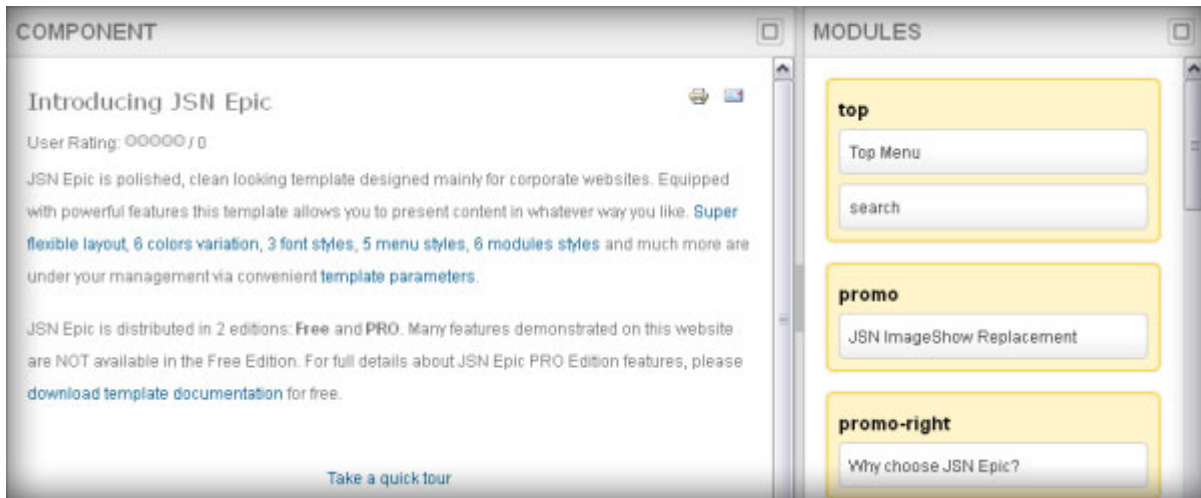 COMPONENT
Introducing JSN Epic
User Rating: / 0
JSN Epic is polished, clean looking template designed mainly for corporate websites. Equipped
with powerful features this template allows you to present content in whatever way you like. Super
flexible layout, 6 colors variation, 3 font styles, 5 menu styles, 6 modules styles and much more are
under your management via convenient template parameters.
JSN Epic is distributed in 2 editions: Free and PRO. Many features demonstrated on this website
are NOT available in the Free Edition. For full details about JSN Epic PRO Edition features, please
download template documentation for free.
Take a quick tour
MODULES
top
Top Menu
search
promo
JSN ImageShow Replacement
promo-right
Why choose JSN Epic?